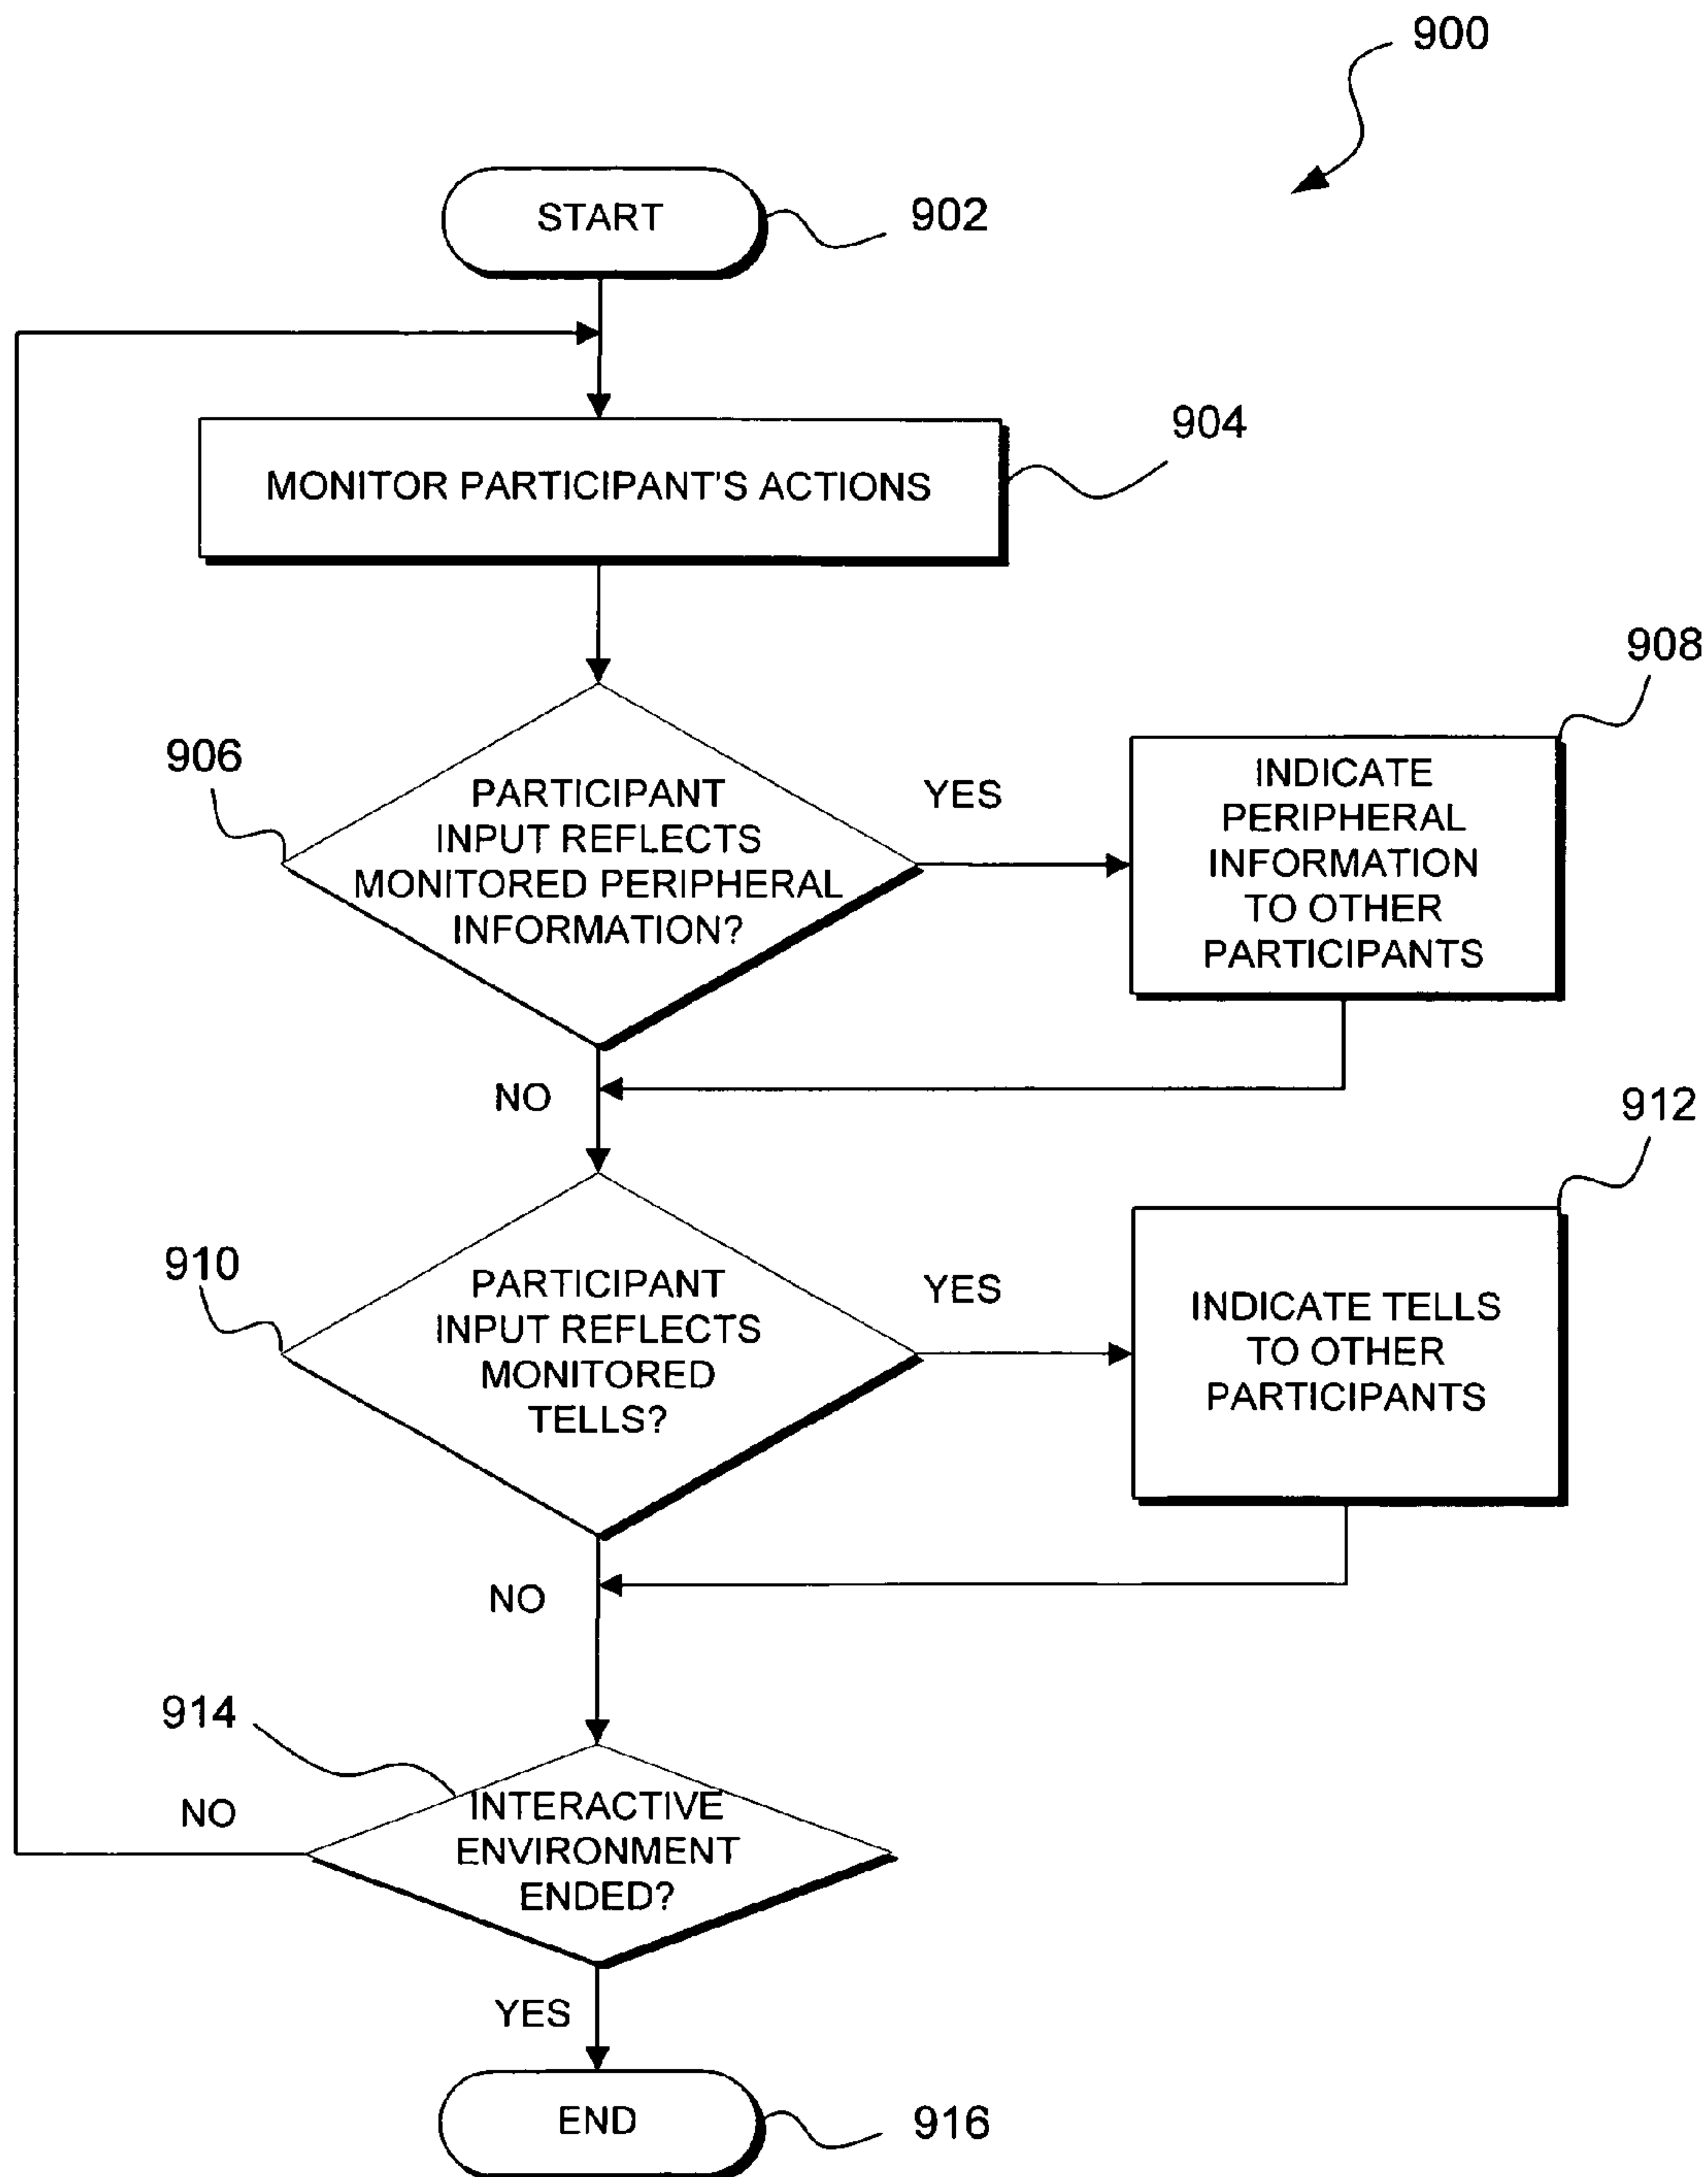 900
START
902
904
MONITOR PARTICIPANT'S ACTIONS
906
PARTICIPANT
INPUT REFLECTS
MONITORED PERIPHERAL
INFORMATION?
YES
908
INDICATE
PERIPHERAL
INFORMATION
TO OTHER
PARTICIPANTS
NO
910
PARTICIPANT
INPUT REFLECTS
MONITORED
TELLS?
YES
912
INDICATE TELLS
TO OTHER
PARTICIPANTS
NO
914
NO
INTERACTIVE
ENVIRONMENT
ENDED?
YES
END
916